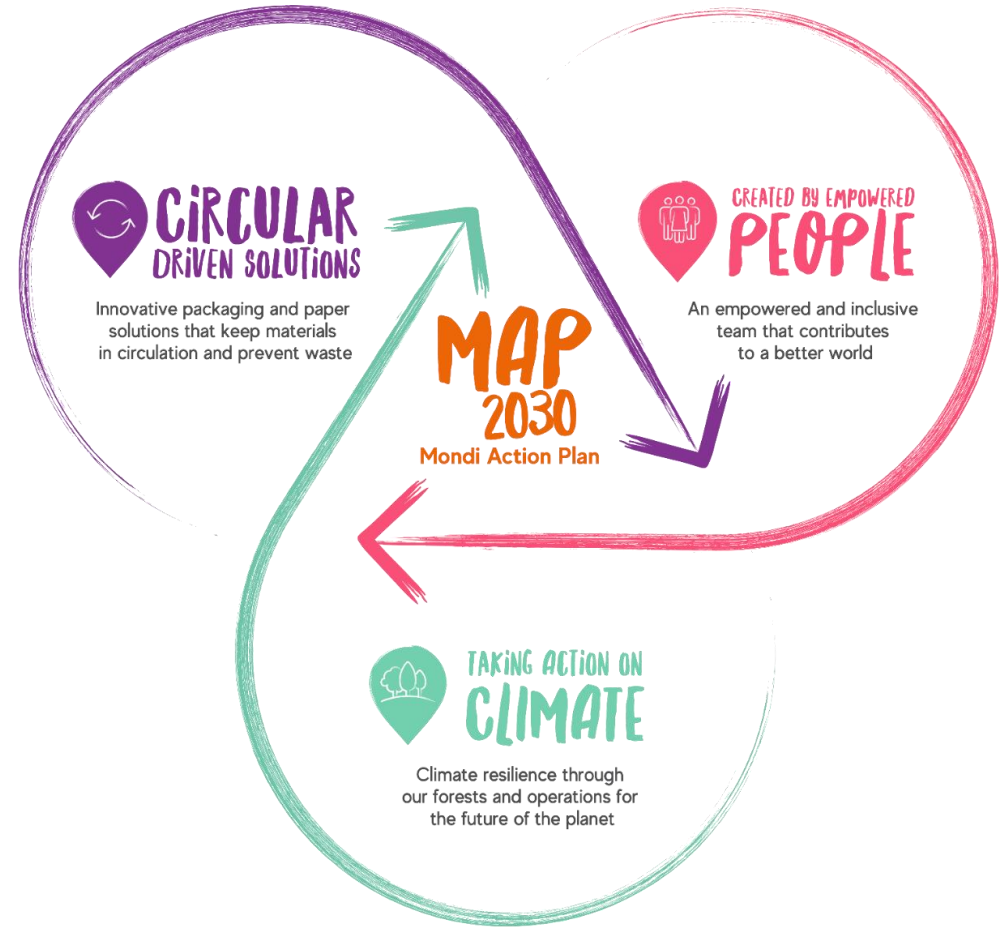 CiRCULAR
DRiVEN SOLUTiONS
Innovative packaging and paper
solutions that keep materials
in circulation and prevent waste
CREATED BY EMPOWERED
PEOPLE
An empowered and inclusive
team that contributes
to a better world
MAP
2030
Mondi Action Plan
TAKiNG ACTiON ON
CLiMATE
Climate resilience through
our forests and operations for
the future of the planet